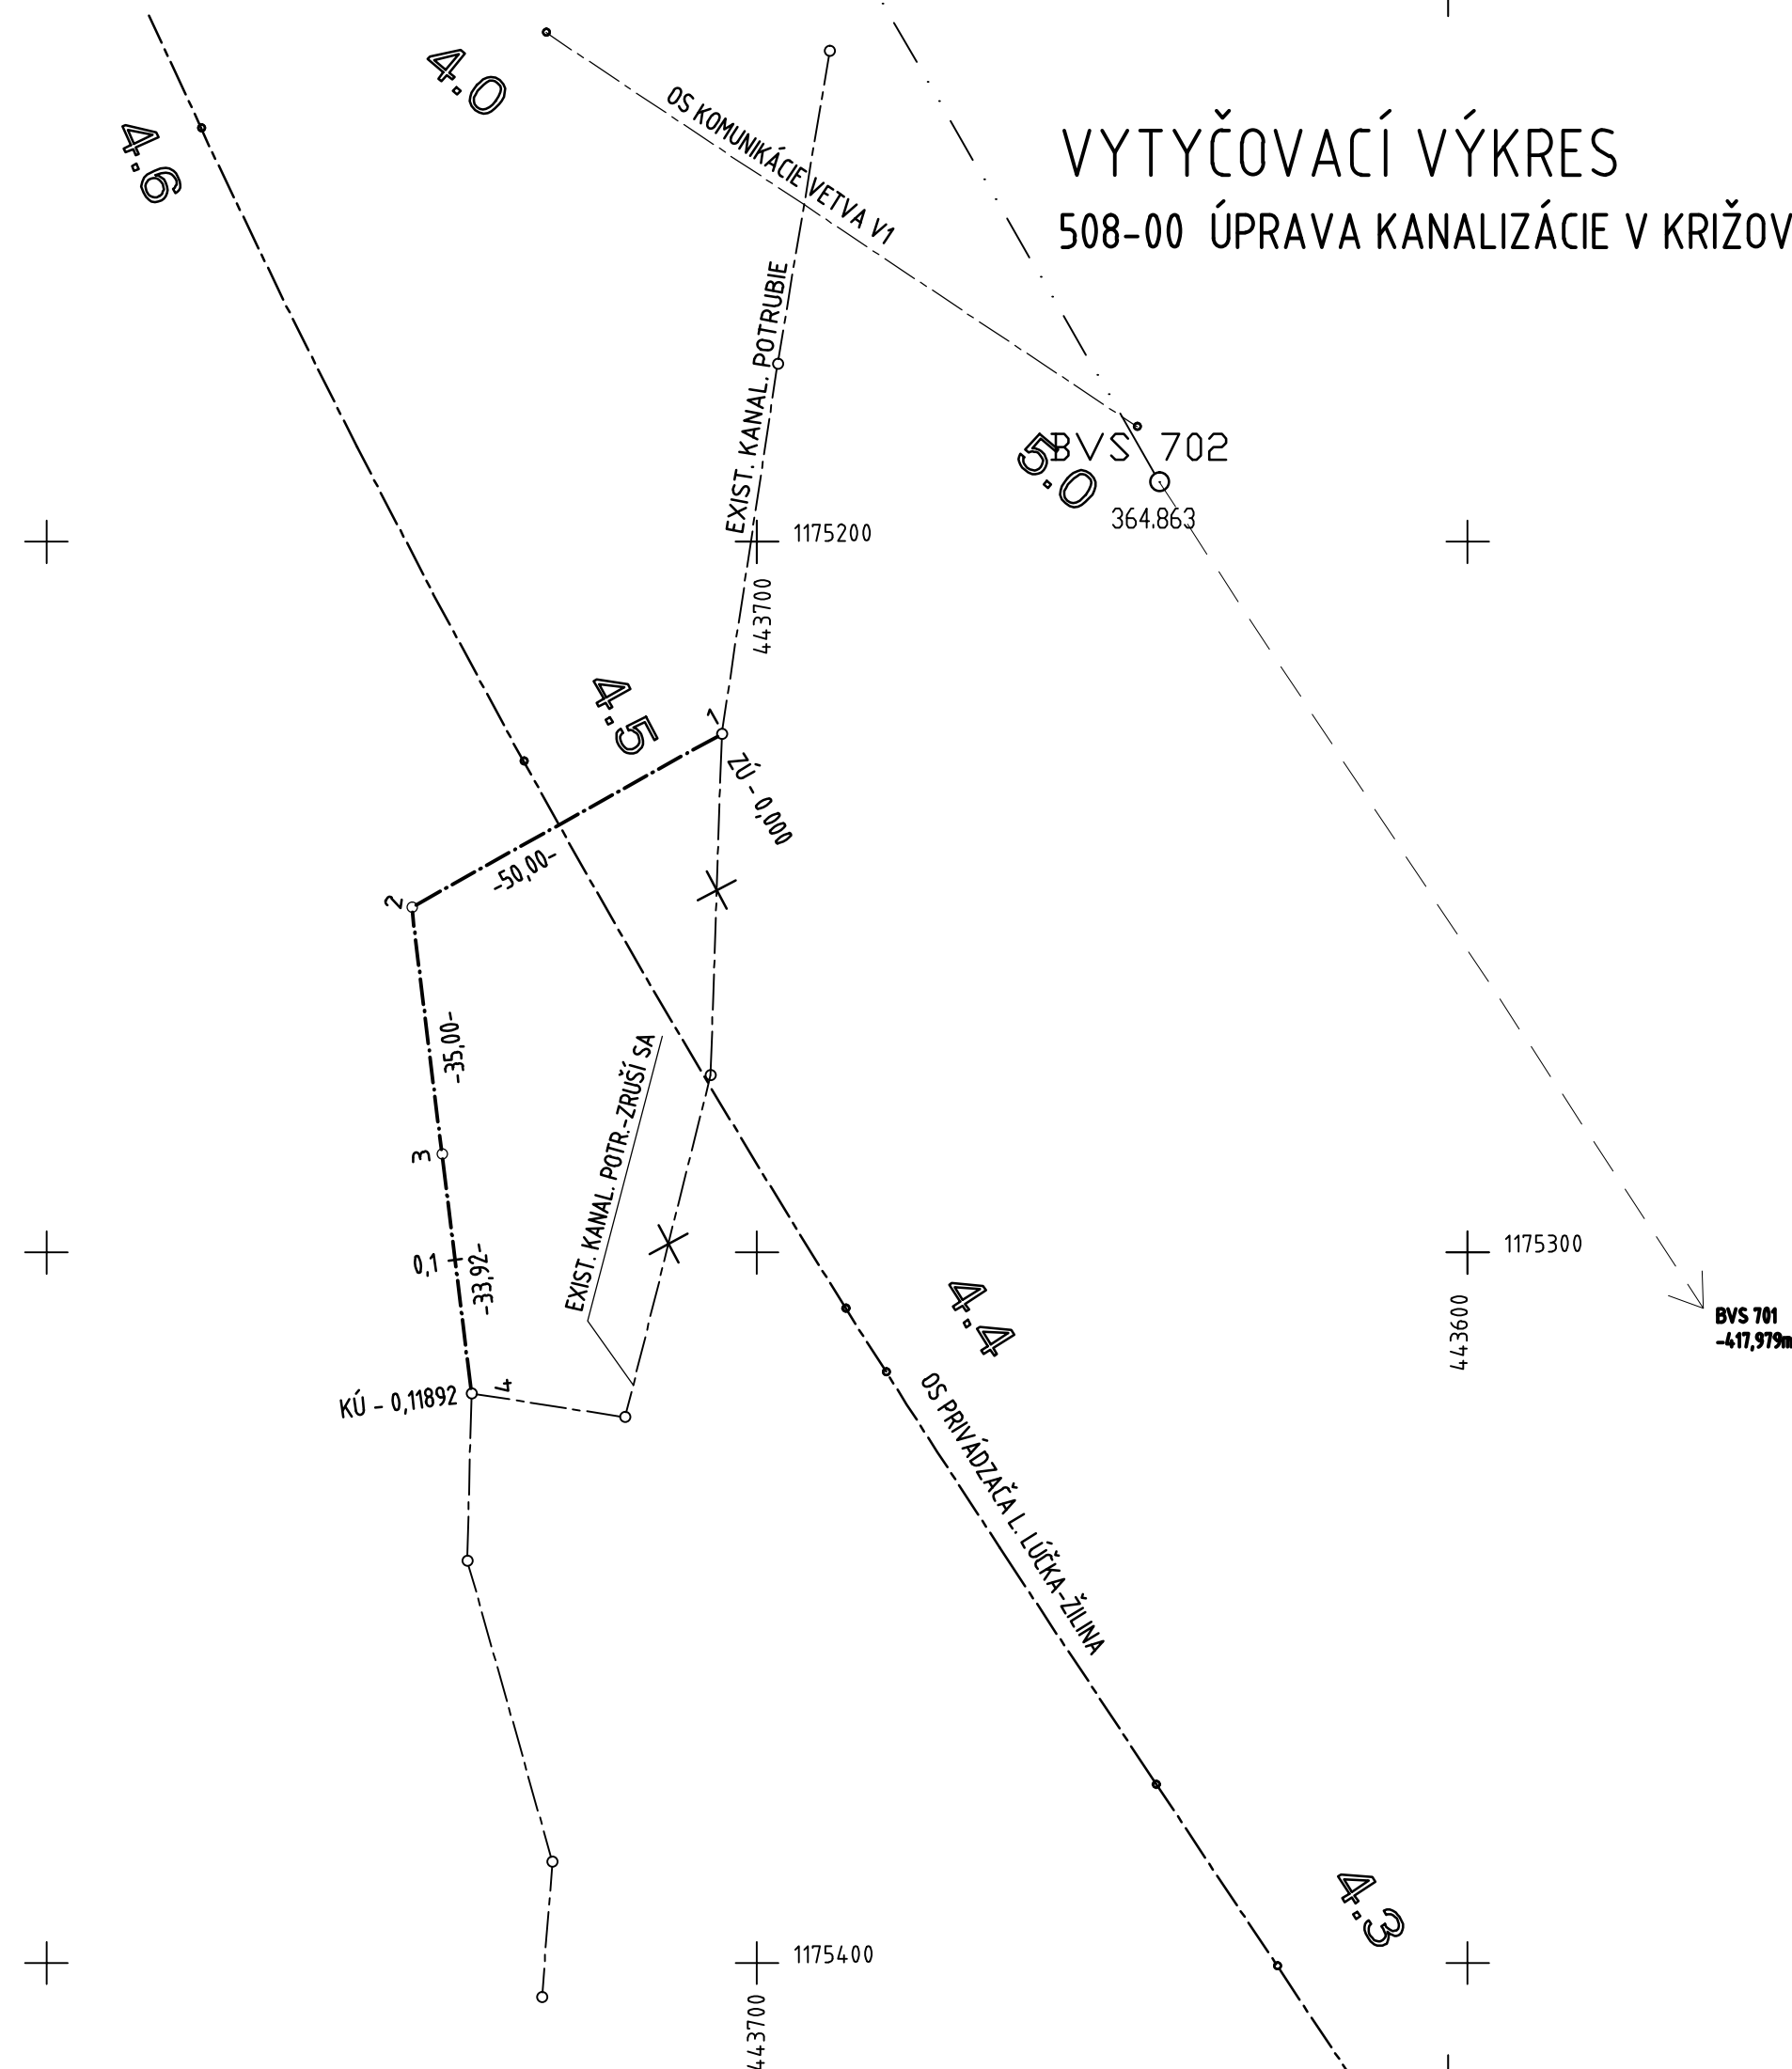 VYTYČOVACÍ VÝKRES
508-00 ÚPRAVA KANALIZÁCIE V KRIŽOV
4.0
4.6
OS KOMUNIKÁCIE VETVA V1
EXIST. KANAL. POTRUBIE
5.0
BVS 702
364.863
1175200
443700
4.5
1
ZÚ - 0,000
-50,00-
2
-35,00-
3
EXIST. KANAL. POTR.-ZRUŠÍ SA
0,1
-33,92-
1175300
443600
BVS 701
-417,979m
4.4
4
KÚ - 0,11892
OS PRIVÁDZAČA L. LÚČKA-ŽILINA
4.3
1175400
443700